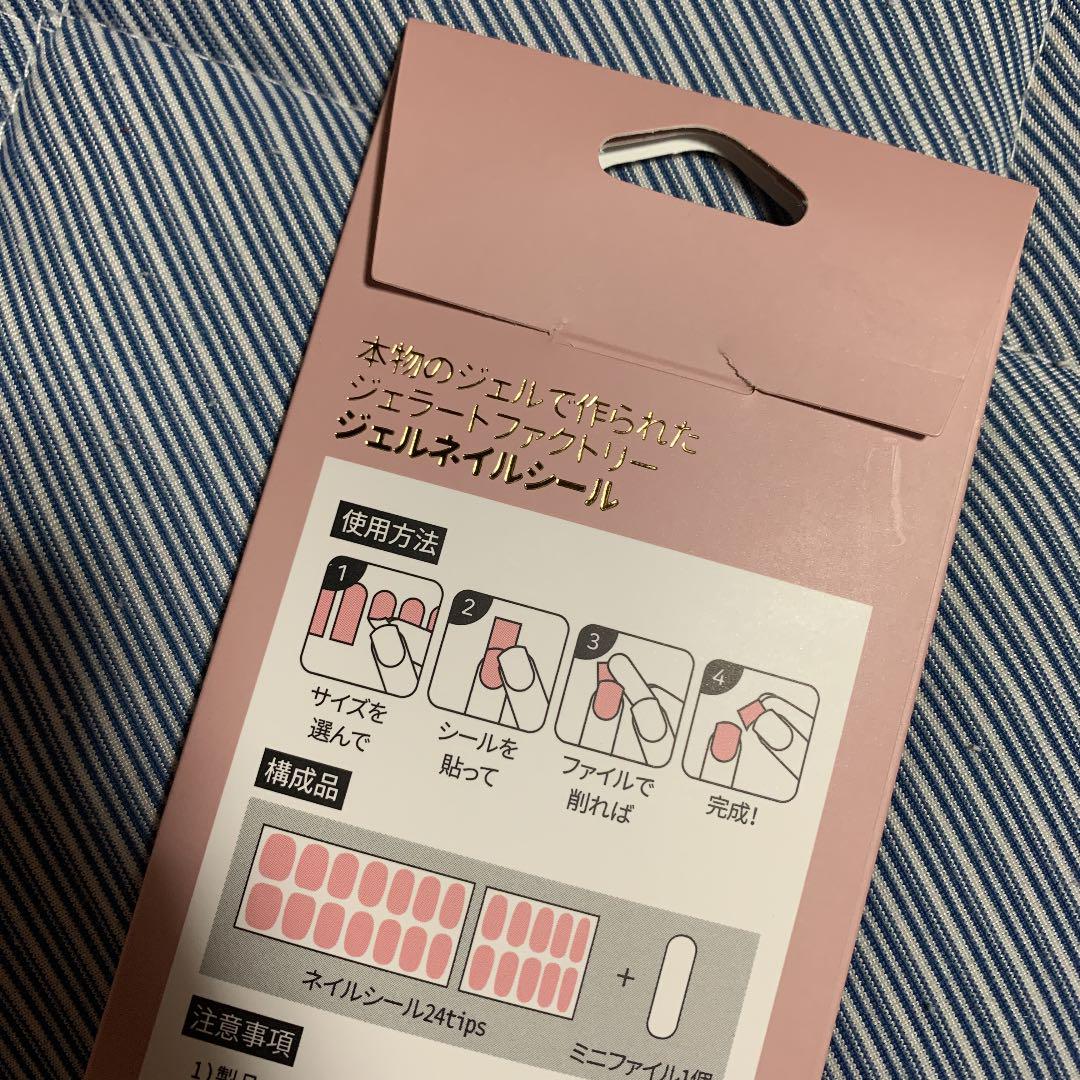 本物のジェルで作られた
ジェラートファクトリー
ジェルネイルシール
使用方法
1
2
3
4
サイズを
選んで
シールを
貼って
ファイルで
削れば
完成!
構成品
+
ネイルシール24tips
ミニファイル1個
注意事項
1)製品